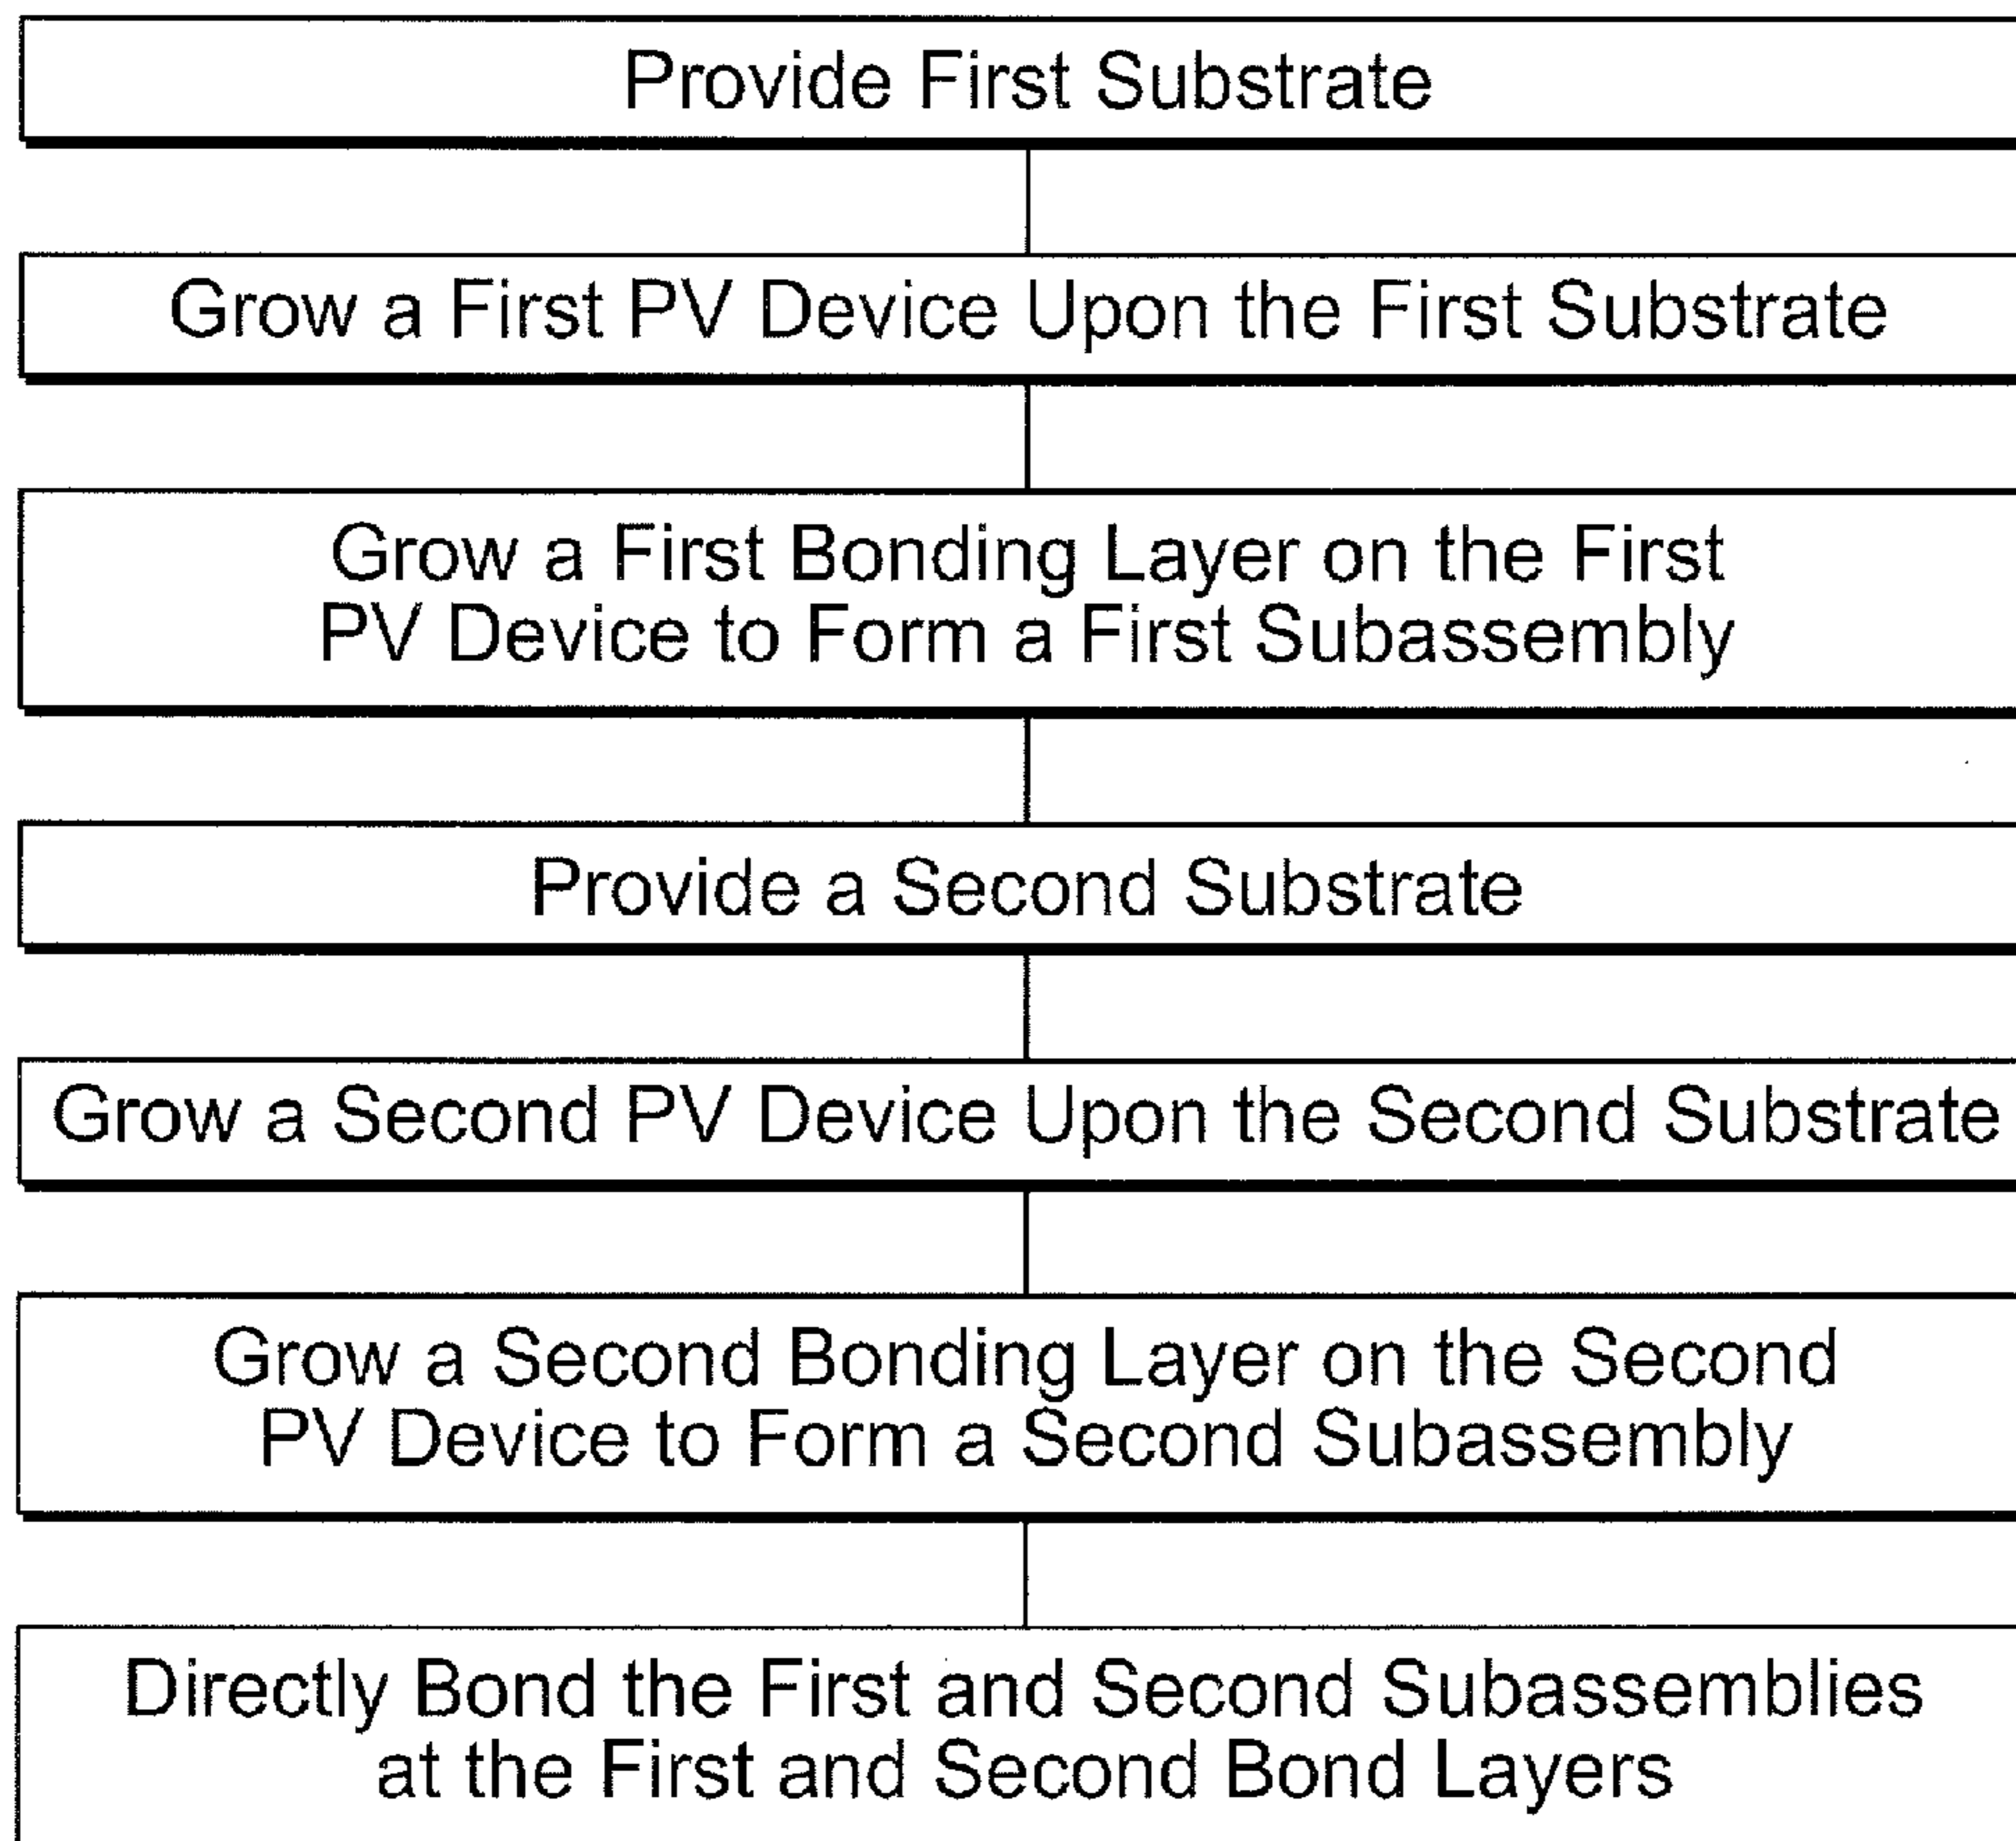 Provide First Substrate
Grow a First PV Device Upon the First Substrate
Grow a First Bonding Layer on the First
PV Device to Form a First Subassembly
Provide a Second Substrate
Grow a Second PV Device Upon the Second Substrate
Grow a Second Bonding Layer on the Second
PV Device to Form a Second Subassembly
Directly Bond the First and Second Subassemblies
at the First and Second Bond Layers